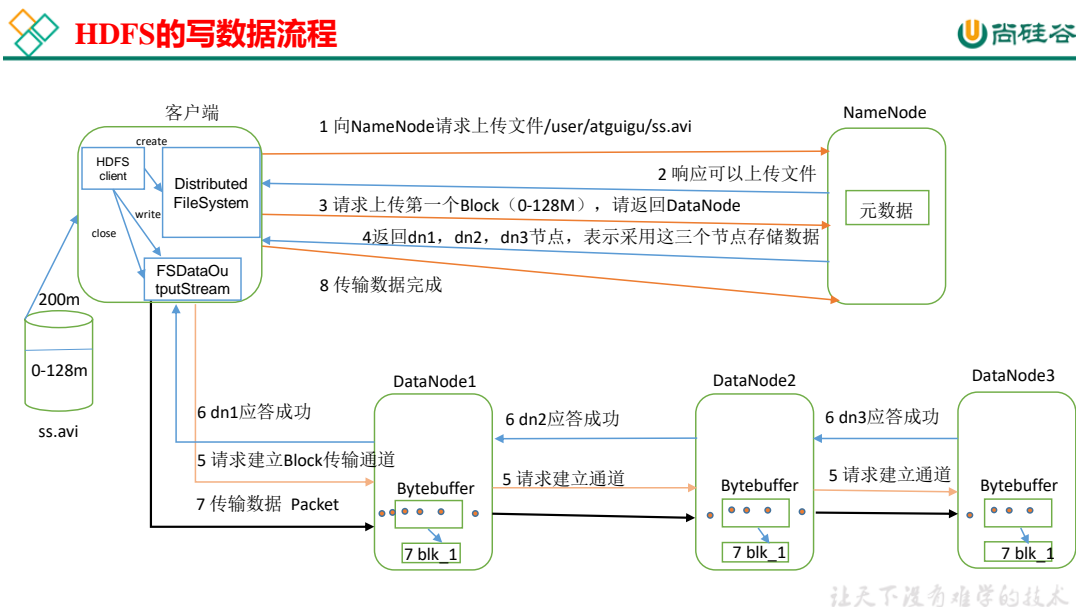 HDFS的写数据流程
尚硅谷
客户端
NameNode
1 向NameNode请求上传文件/user/atguigu/ss.avi
create
HDFS
client
Distributed
FileSystem
2 响应可以上传文件
3 请求上传第一个Block（0-128M），请返回DataNode
元数据
write
close
4返回dn1，dn2，dn3节点，表示采用这三个节点存储数据
FSDataOu
tputStream
8 传输数据完成
200m
0-128m
ss.avi
DataNode1
DataNode2
DataNode3
6 dn1应答成功
6 dn2应答成功
6 dn3应答成功
5 请求建立Block传输通道
5 请求建立通道
5 请求建立通道
7 传输数据 Packet
Bytebuffer
Bytebuffer
Bytebuffer
7 blk_1
7 blk_1
7 blk_1
让天下没有难学的技术